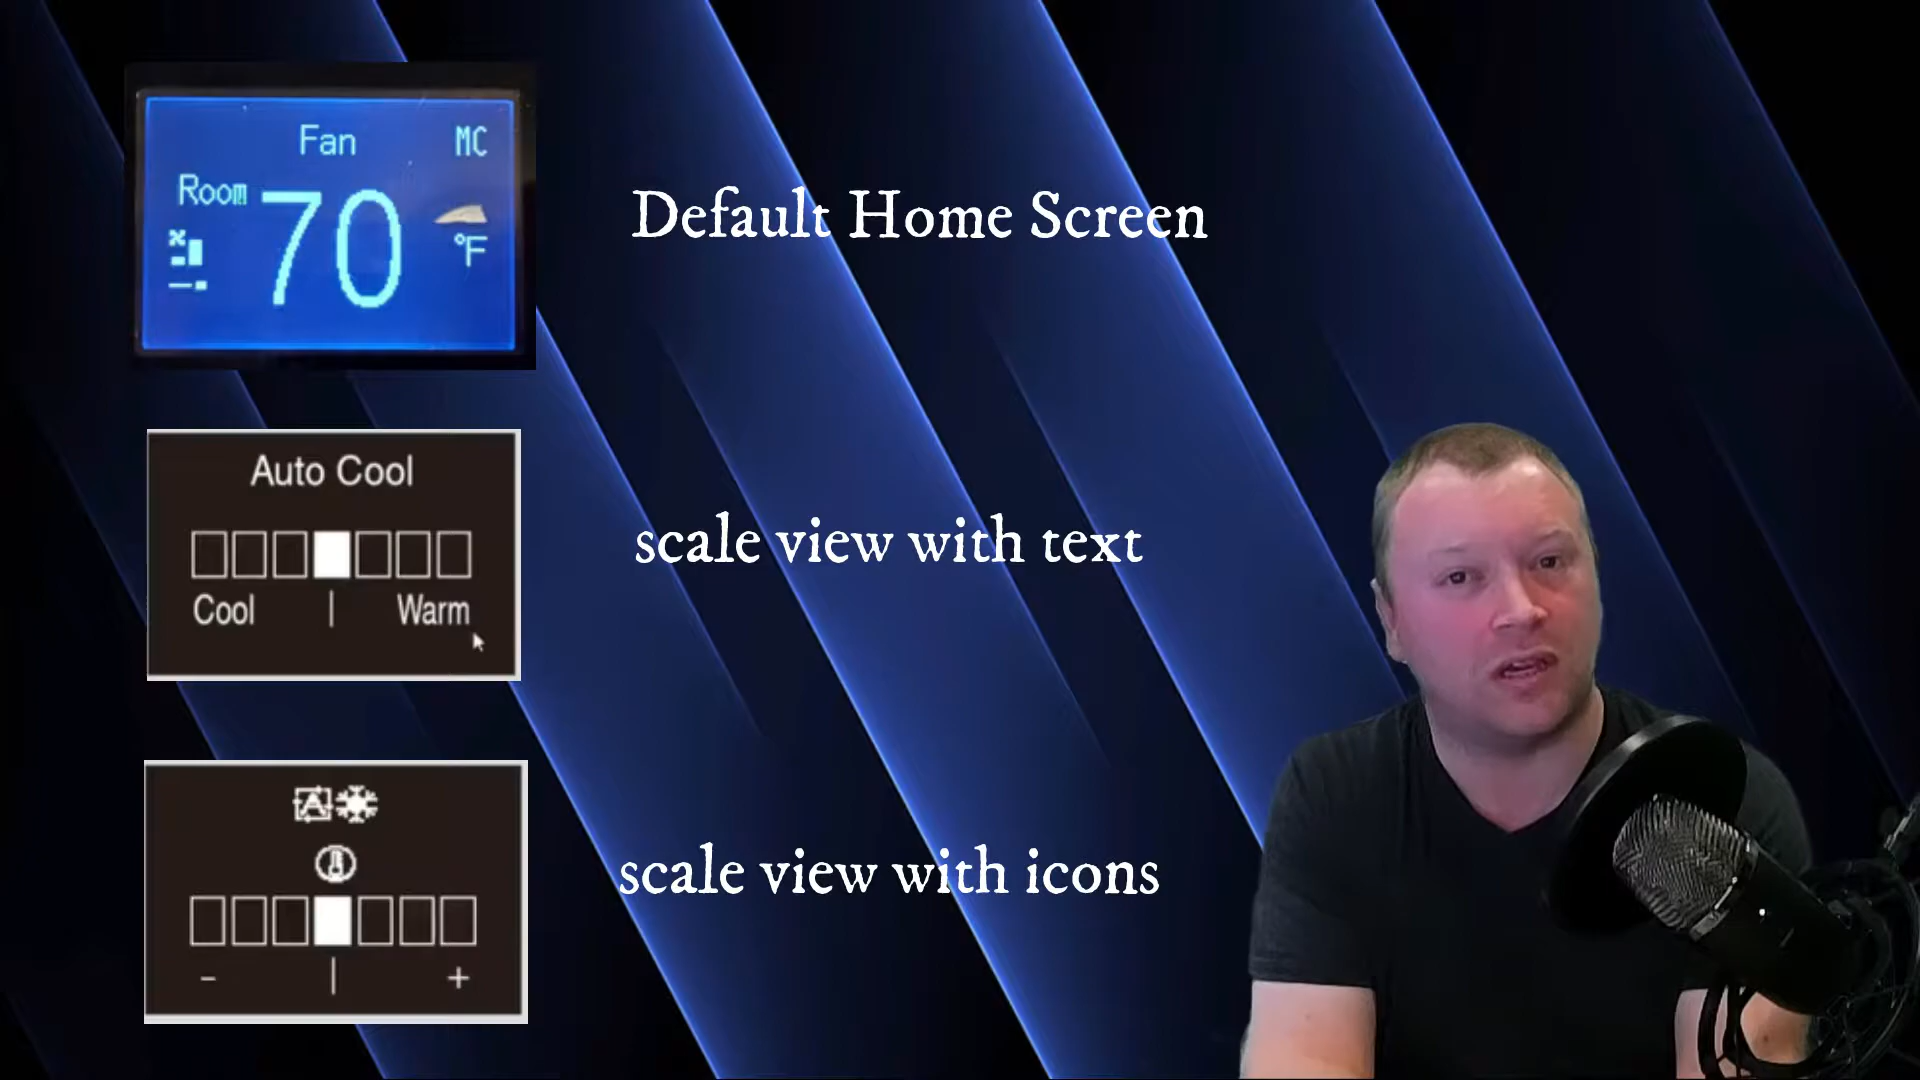 Fan MC
Room 70 °F
Default Home Screen
Auto Cool
Cool | Warm
scale view with text
A
- | +
scale view with icons